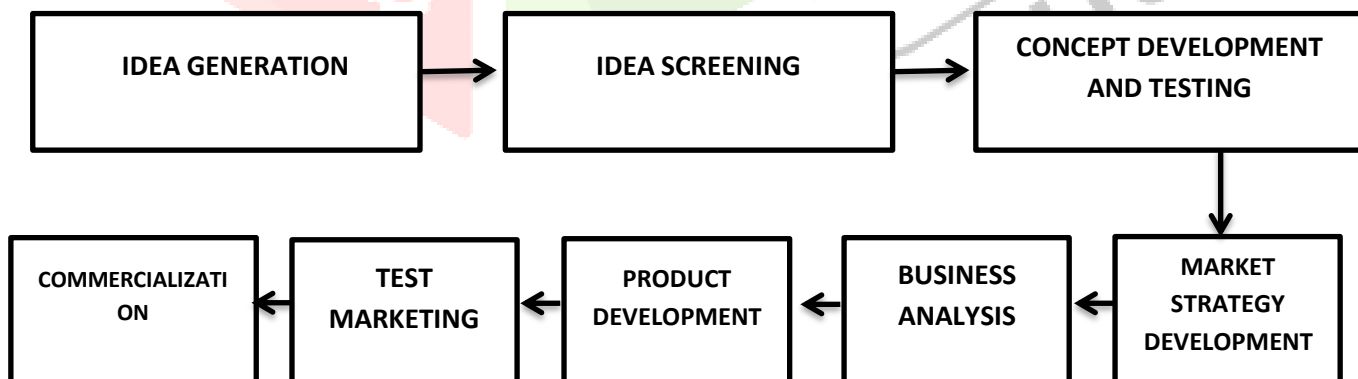 IDEA GENERATION
IDEA SCREENING
CONCEPT DEVELOPMENT
AND TESTING
MARKET
STRATEGY
DEVELOPMENT
BUSINESS
ANALYSIS
PRODUCT
DEVELOPMENT
TEST
MARKETING
COMMERCIALIZATI
ON